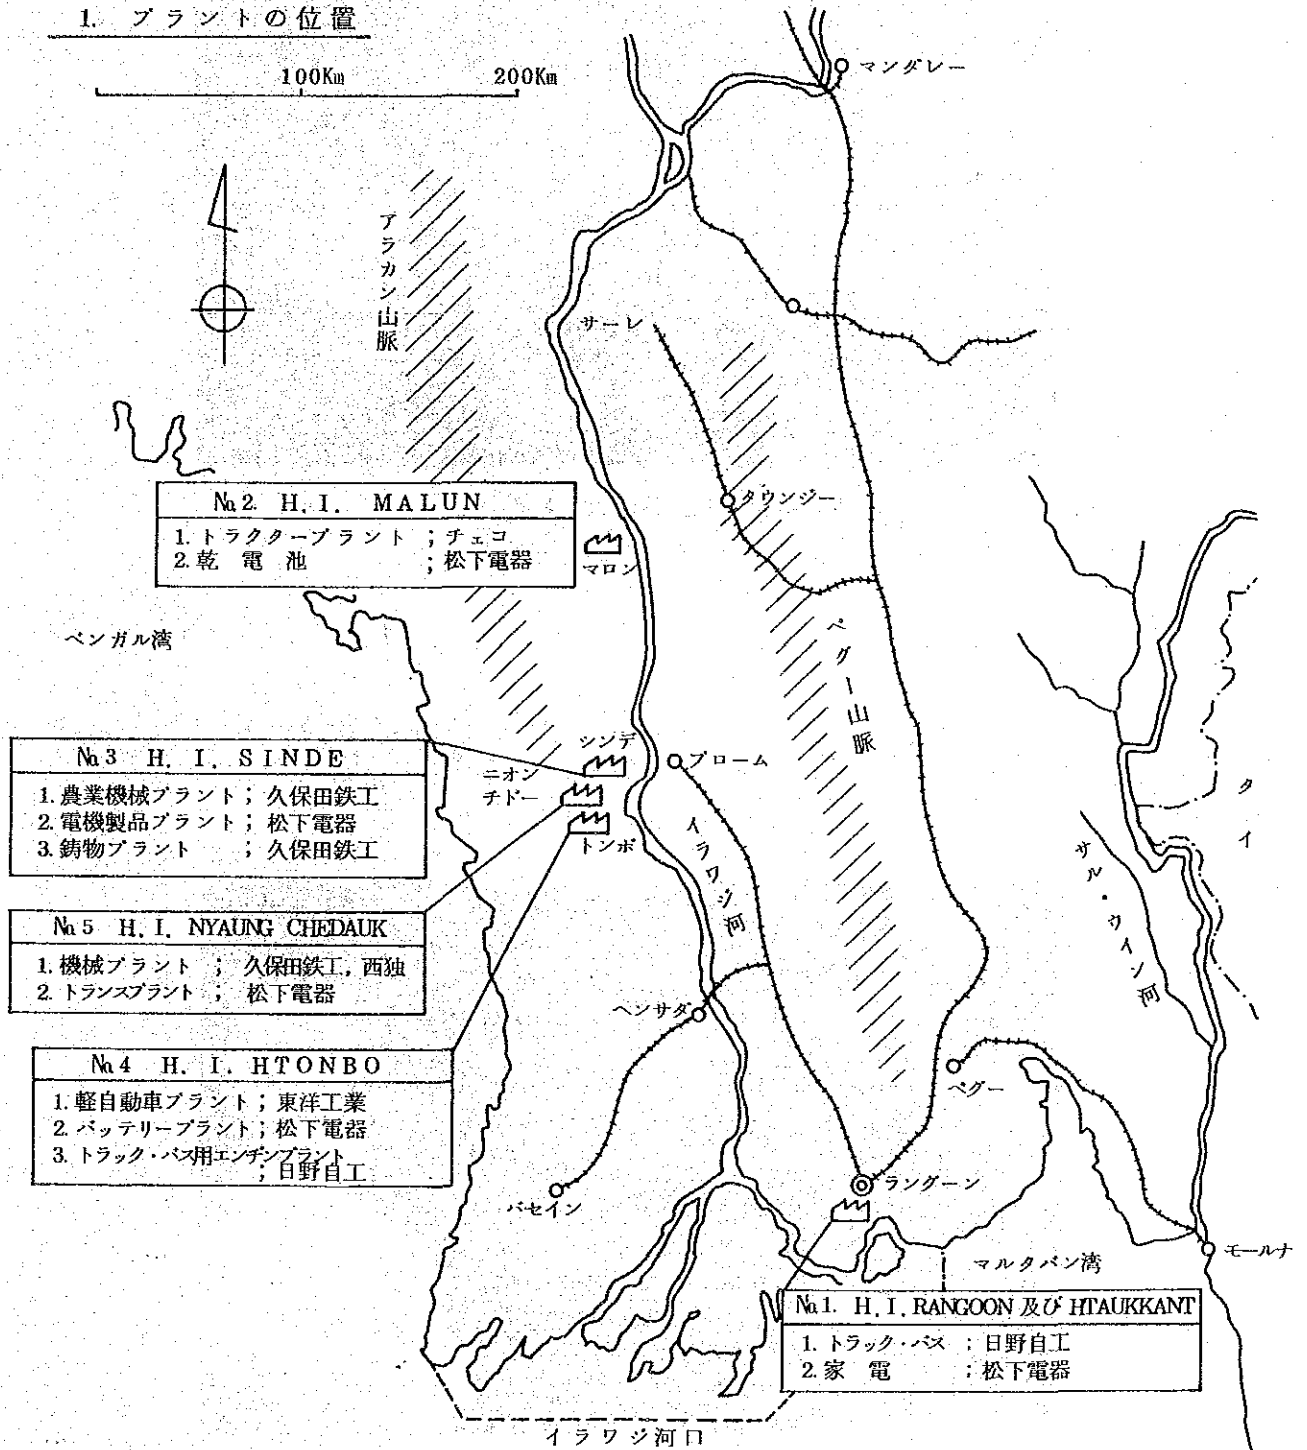 1. プラントの位置
100Km 200Km
マンダレー
アラカン山脈
サーレ
タウンジー
No.2. H. I. MALUN
1. トラクタープラント ; チェコ
2. 乾電池 ; 松下電器
マロン
ベンガル湾
ペグー山脈
No.3 H. I. SINDE
1. 農業機械プラント ; 久保田鉄工
2. 電機製品プラント ; 松下電器
3. 鋳物プラント ; 久保田鉄工
シンデ
ニオン
チドー
トンボ
プローム
イラワジ河
サル・ウイン河
タイ
No.5 H. I. NYAUNG CHEDAUK
1. 機械プラント ; 久保田鉄工, 西独
2. トランスプラント ; 松下電器
ヘンサダ
No.4 H. I. HTONBO
1. 軽自動車プラント ; 東洋工業
2. バッテリープラント ; 松下電器
3. トラック・バス用エンヂンプラント
; 日野自工
ペグー
バセイン
ラングーン
モールナ
マルタバン湾
No.1. H. I. RANGOON 及び HTAUKKANT
1. トラック・バス ; 日野自工
2. 家電 ; 松下電器
イラワジ河口